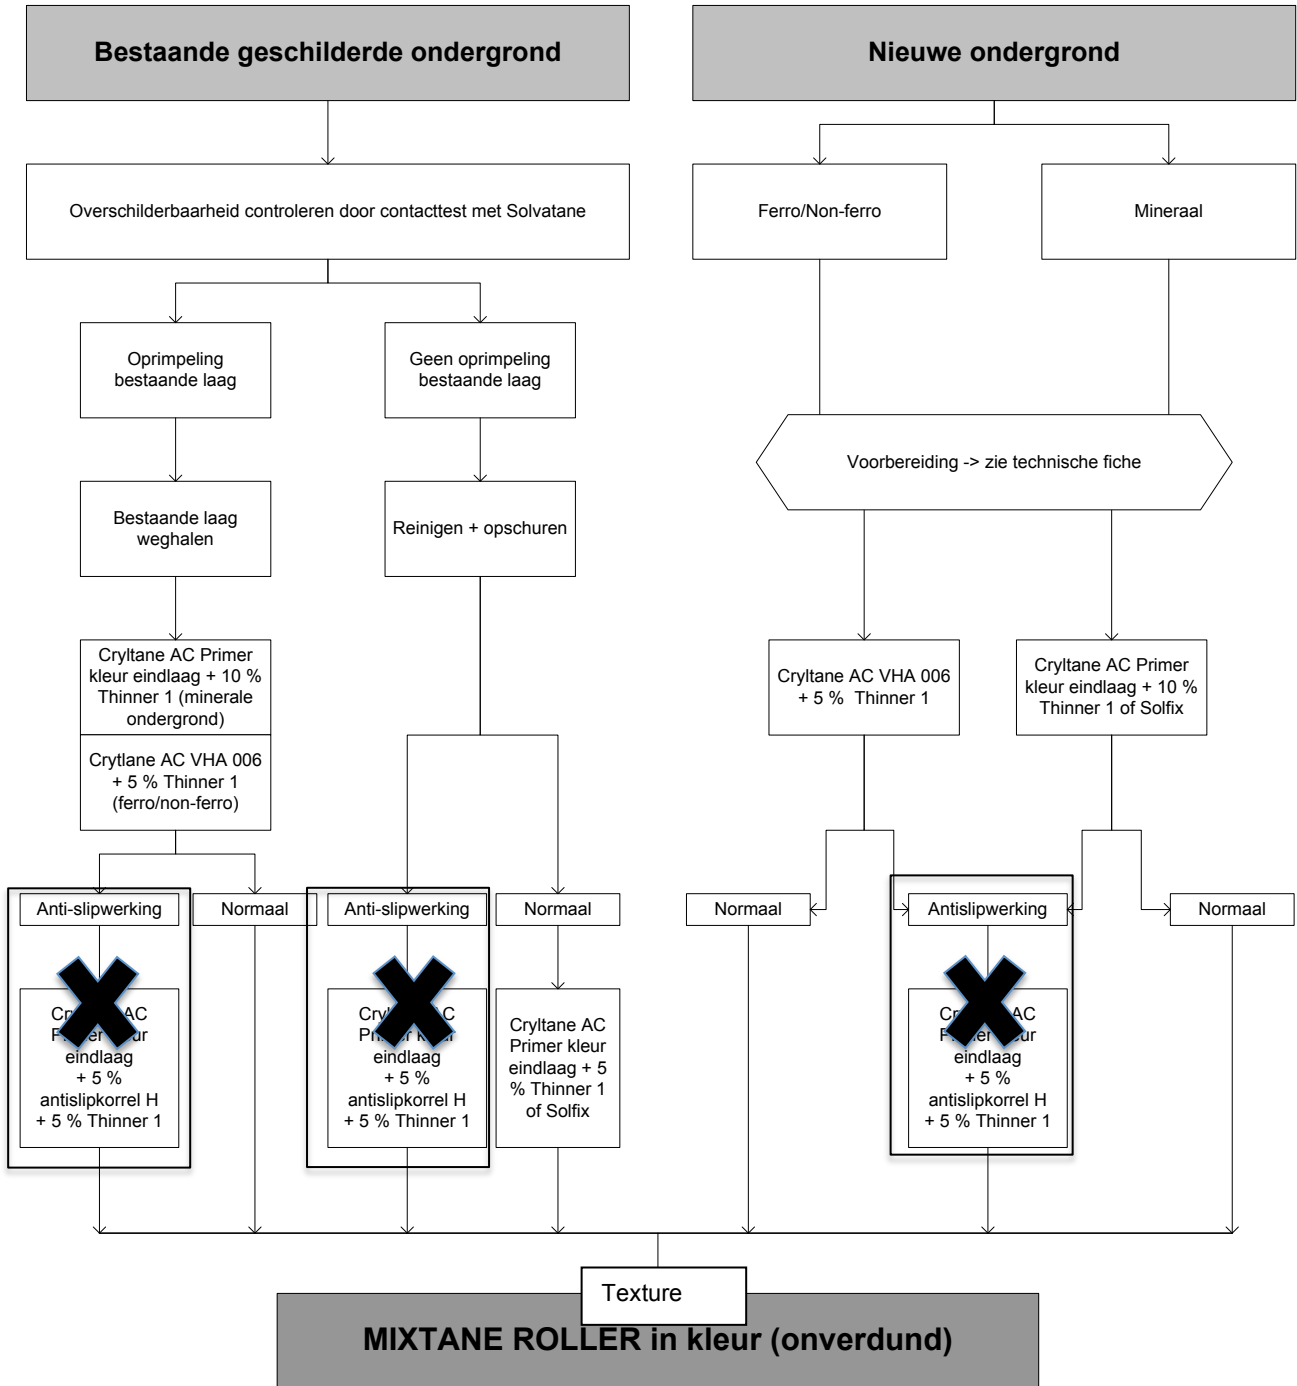 Bestaande geschilderde ondergrond
Nieuwe ondergrond
Overschilderbaarheid controleren door contacttest met Solvatane
Ferro/Non-ferro
Mineraal
Oprimpeling
bestaande laag
Geen oprimpeling
bestaande laag
Voorbereiding -> zie technische fiche
Bestaande laag
weghalen
Reinigen + opschuren
Cryltane AC Primer
kleur eindlaag + 10 %
Thinner 1 (minerale
ondergrond)
Crytlane AC VHA 006
+ 5 % Thinner 1
(ferro/non-ferro)
Cryltane AC VHA 006
+ 5 % Thinner 1
Cryltane AC Primer
kleur eindlaag + 10 %
Thinner 1 of Solfix
Anti-slipwerking
Normaal
Anti-slipwerking
Normaal
Normaal
Antislipwerking
Normaal
AC
eindlaag
+ 5 %
antislipkorrel H
+ 5 % Thinner 1
AC
eindlaag
+ 5 %
antislipkorrel H
+ 5 % Thinner 1
Cryltane AC
Primer kleur
eindlaag + 5
% Thinner 1
of Solfix
AC
eindlaag
+ 5 %
antislipkorrel H
+ 5 % Thinner 1
Texture
MIXTANE ROLLER in kleur (onverdund)